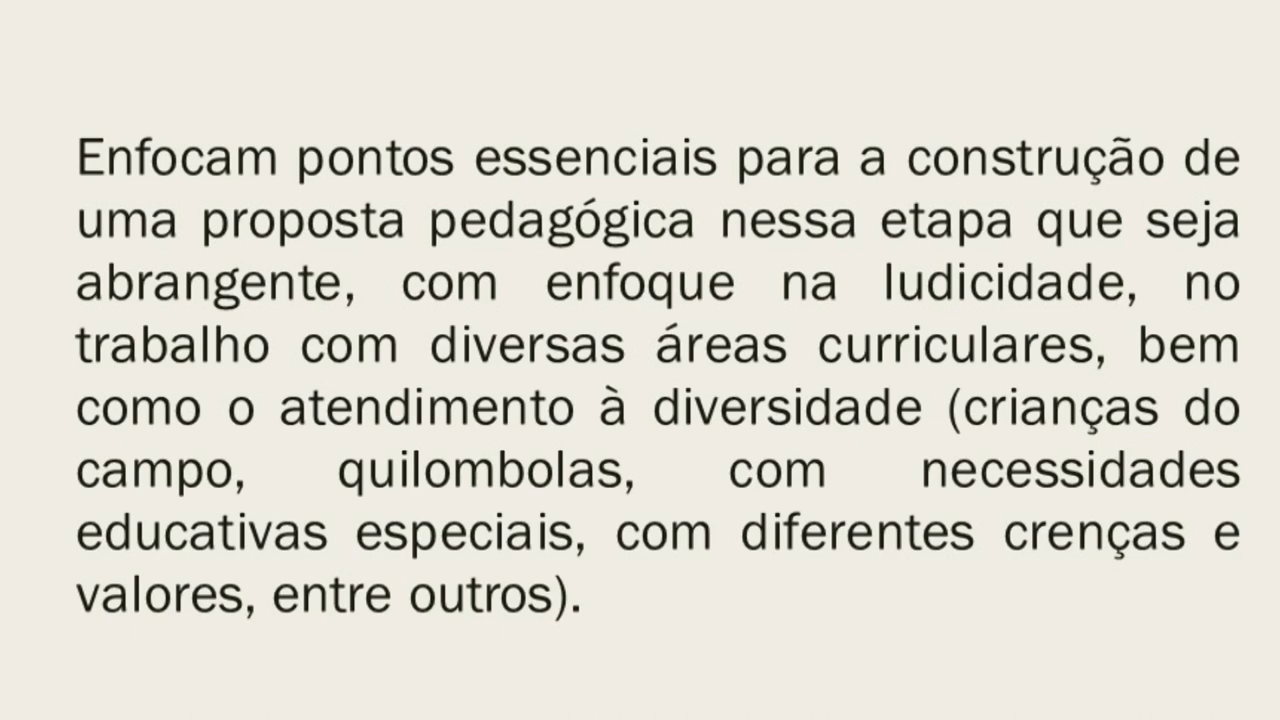 Enfocam pontos essenciais para a construção de
uma proposta pedagógica nessa etapa que seja
abrangente, com enfoque na ludicidade, no
trabalho com diversas áreas curriculares, bem
como o atendimento à diversidade (crianças do
campo, quilombolas, com necessidades
educativas especiais, com diferentes crenças e
valores, entre outros).